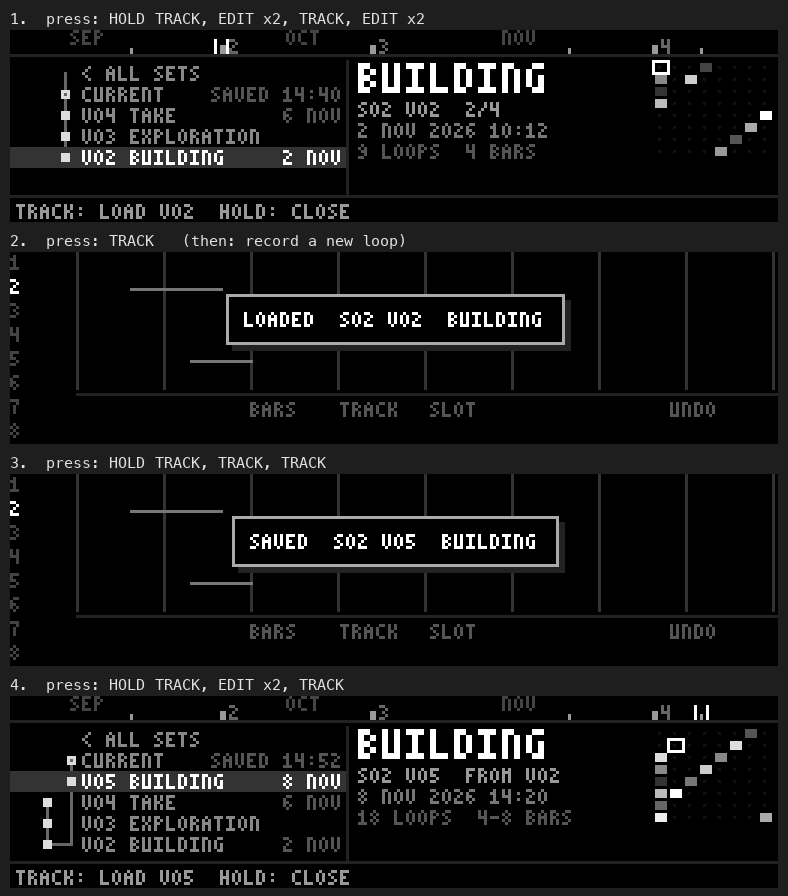 1.  press: HOLD TRACK, EDIT x2, TRACK, EDIT x2
SEP 2 OCT 3 NOV 4
< ALL SETS
CURRENT SAVED 14:40
V04 TAKE 6 NOV
V03 EXPLORATION
V02 BUILDING 2 NOV
BUILDING
S02 V02 2/4
2 NOV 2026 10:12
9 LOOPS 4 BARS
TRACK: LOAD V02 HOLD: CLOSE
2.  press: TRACK   (then: record a new loop)
1
2
3
4
5
6
7
8
LOADED S02 V02 BUILDING
BARS TRACK SLOT UNDO
3.  press: HOLD TRACK, TRACK, TRACK
1
2
3
4
5
6
7
8
SAVED S02 V05 BUILDING
BARS TRACK SLOT UNDO
4.  press: HOLD TRACK, EDIT x2, TRACK
SEP 2 OCT 3 NOV 4
< ALL SETS
CURRENT SAVED 14:52
V05 BUILDING 8 NOV
V04 TAKE 6 NOV
V03 EXPLORATION
V02 BUILDING 2 NOV
BUILDING
S02 V05 FROM V02
8 NOV 2026 14:20
18 LOOPS 4-8 BARS
TRACK: LOAD V05 HOLD: CLOSE